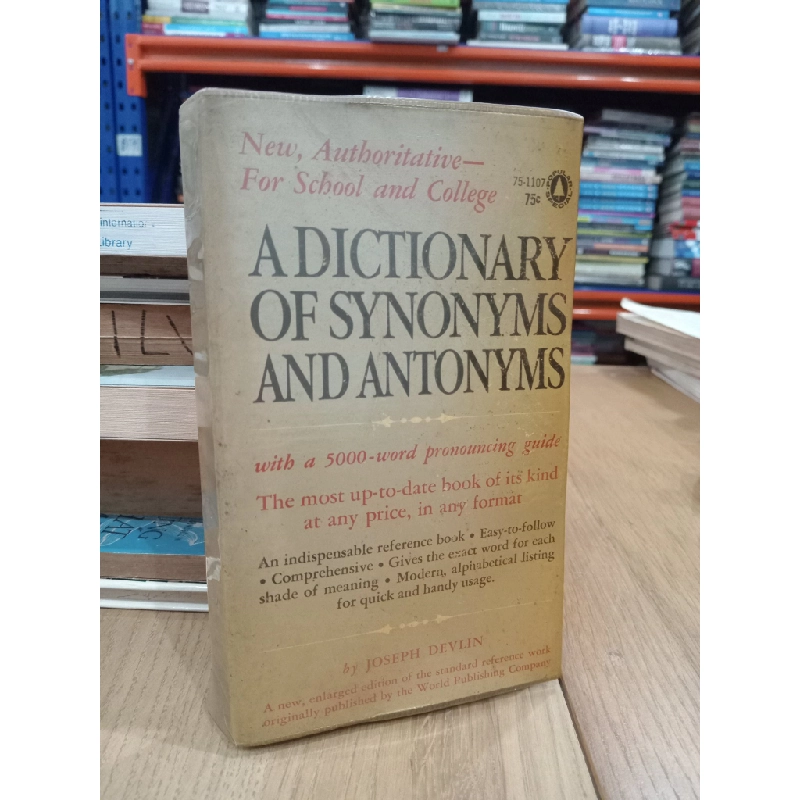 New, Authoritative—
For School and College
75-1107
75c
POPULAR
SPECIAL
A DICTIONARY
OF SYNONYMS
AND ANTONYMS
with a 5000-word pronouncing guide
The most up-to-date book of its kind
at any price, in any format
An indispensable reference book • Easy-to-follow
• Comprehensive • Gives the exact word for each
shade of meaning • Modern, alphabetical listing
for quick and handy usage.
by JOSEPH DEVLIN
A new, enlarged edition of the standard reference work
originally published by the World Publishing Company